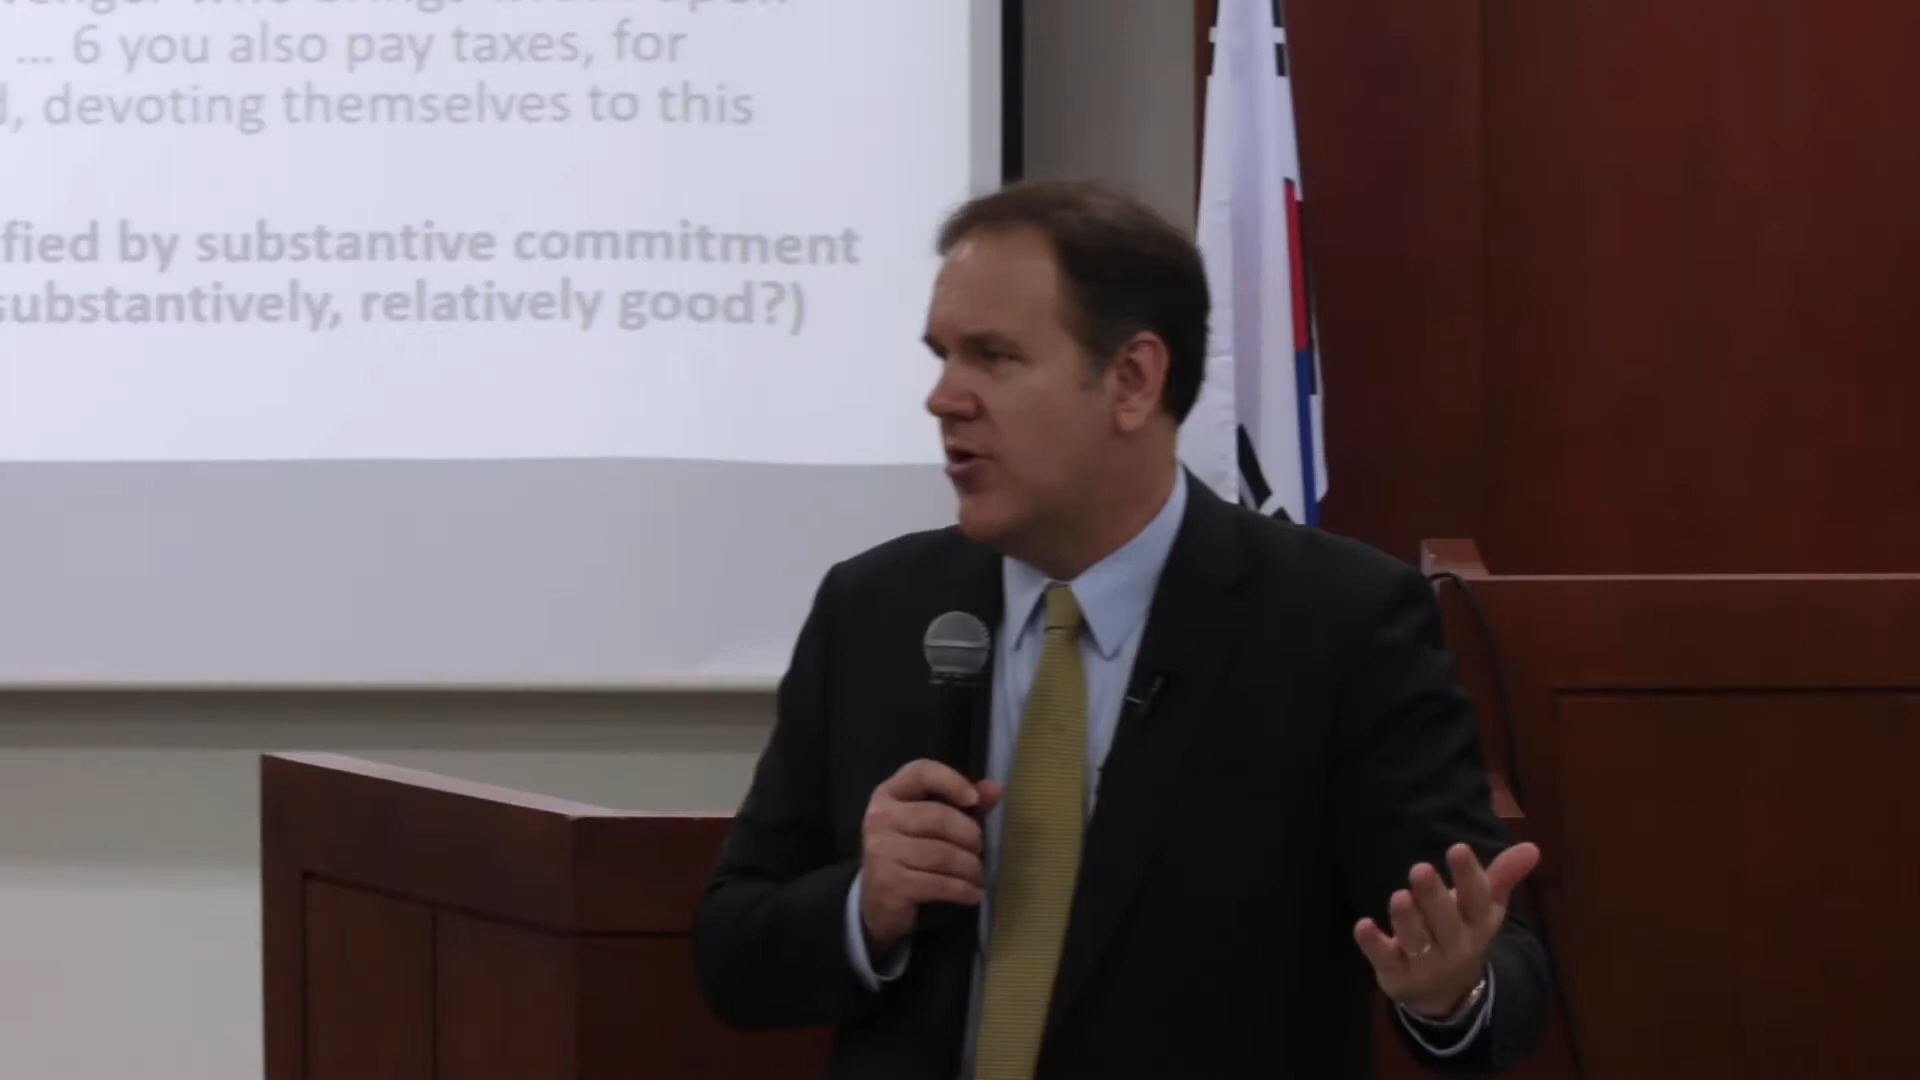 ... 6 you also pay taxes, for
, devoting themselves to this
fied by substantive commitment
substantively, relatively good?)